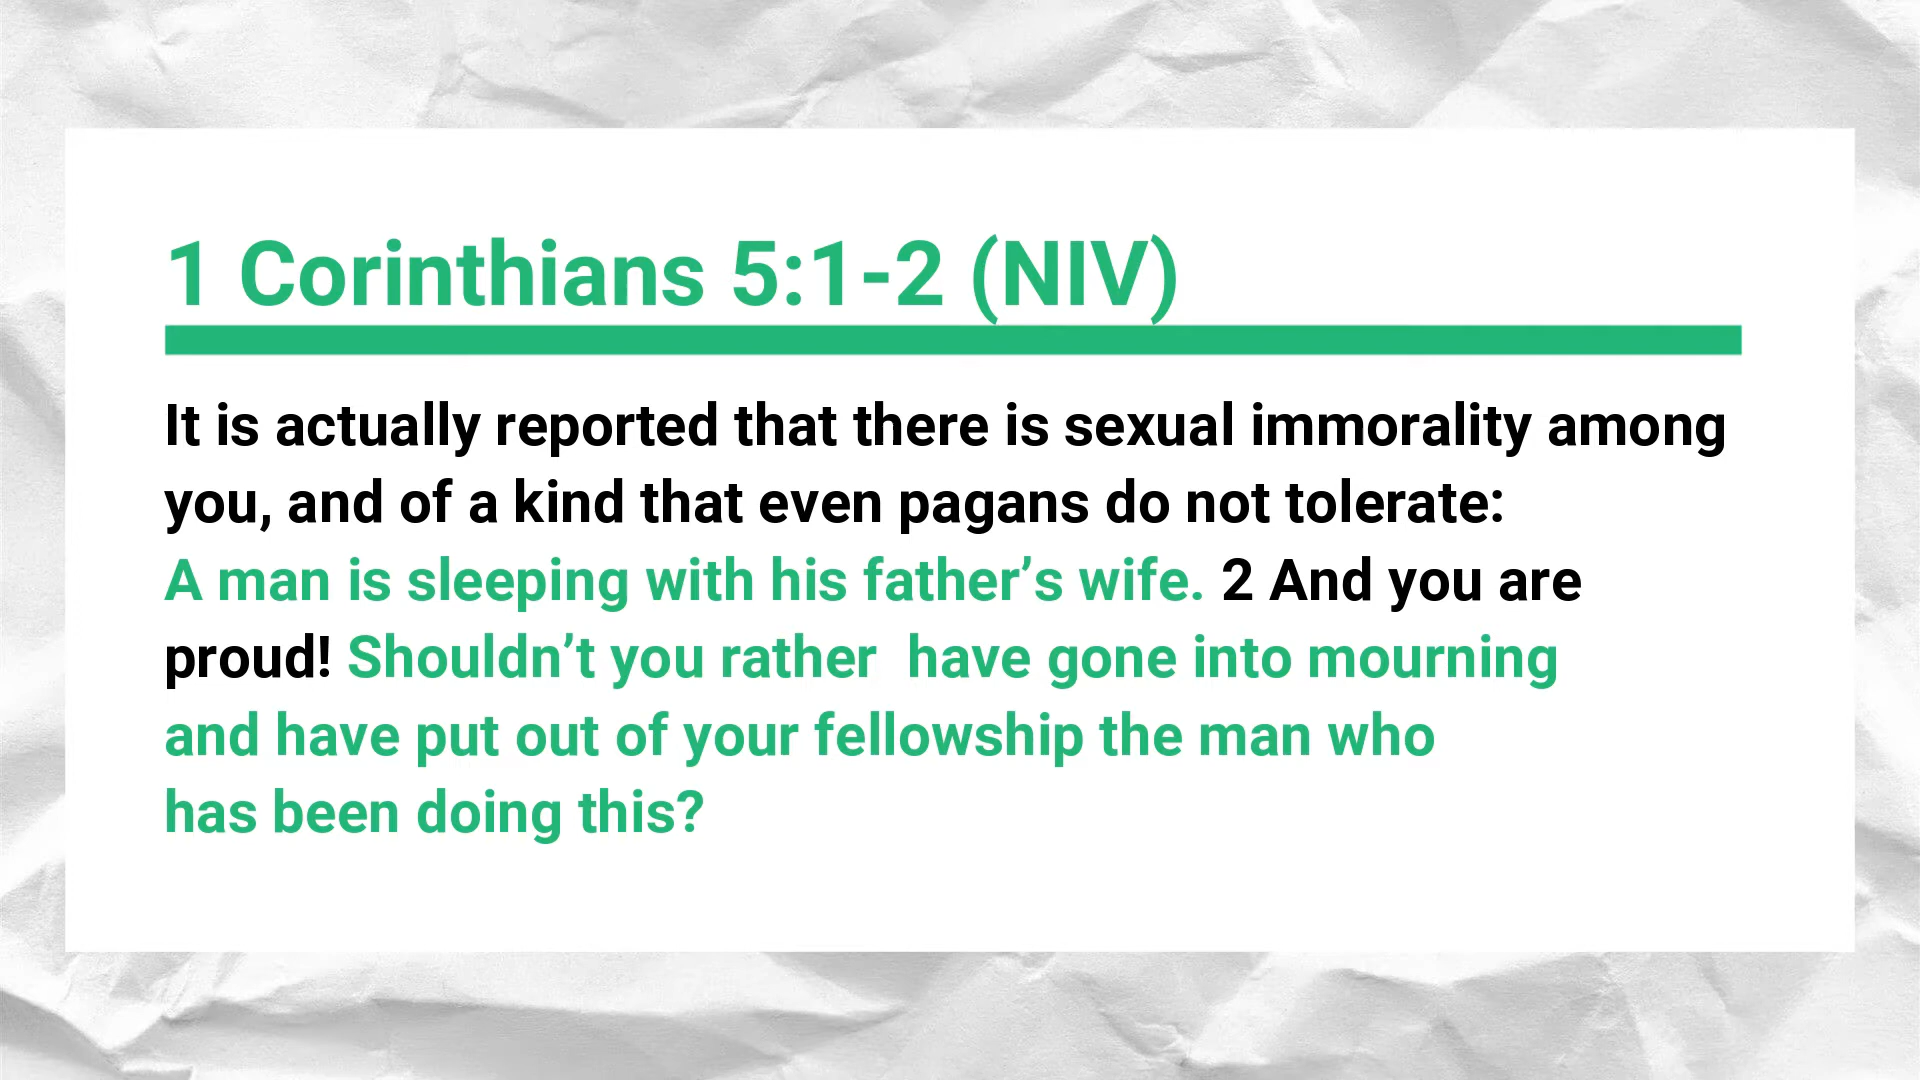 1 Corinthians 5:1-2 (NIV)
It is actually reported that there is sexual immorality among
you, and of a kind that even pagans do not tolerate:
A man is sleeping with his father’s wife. 2 And you are
proud! Shouldn’t you rather  have gone into mourning
and have put out of your fellowship the man who
has been doing this?